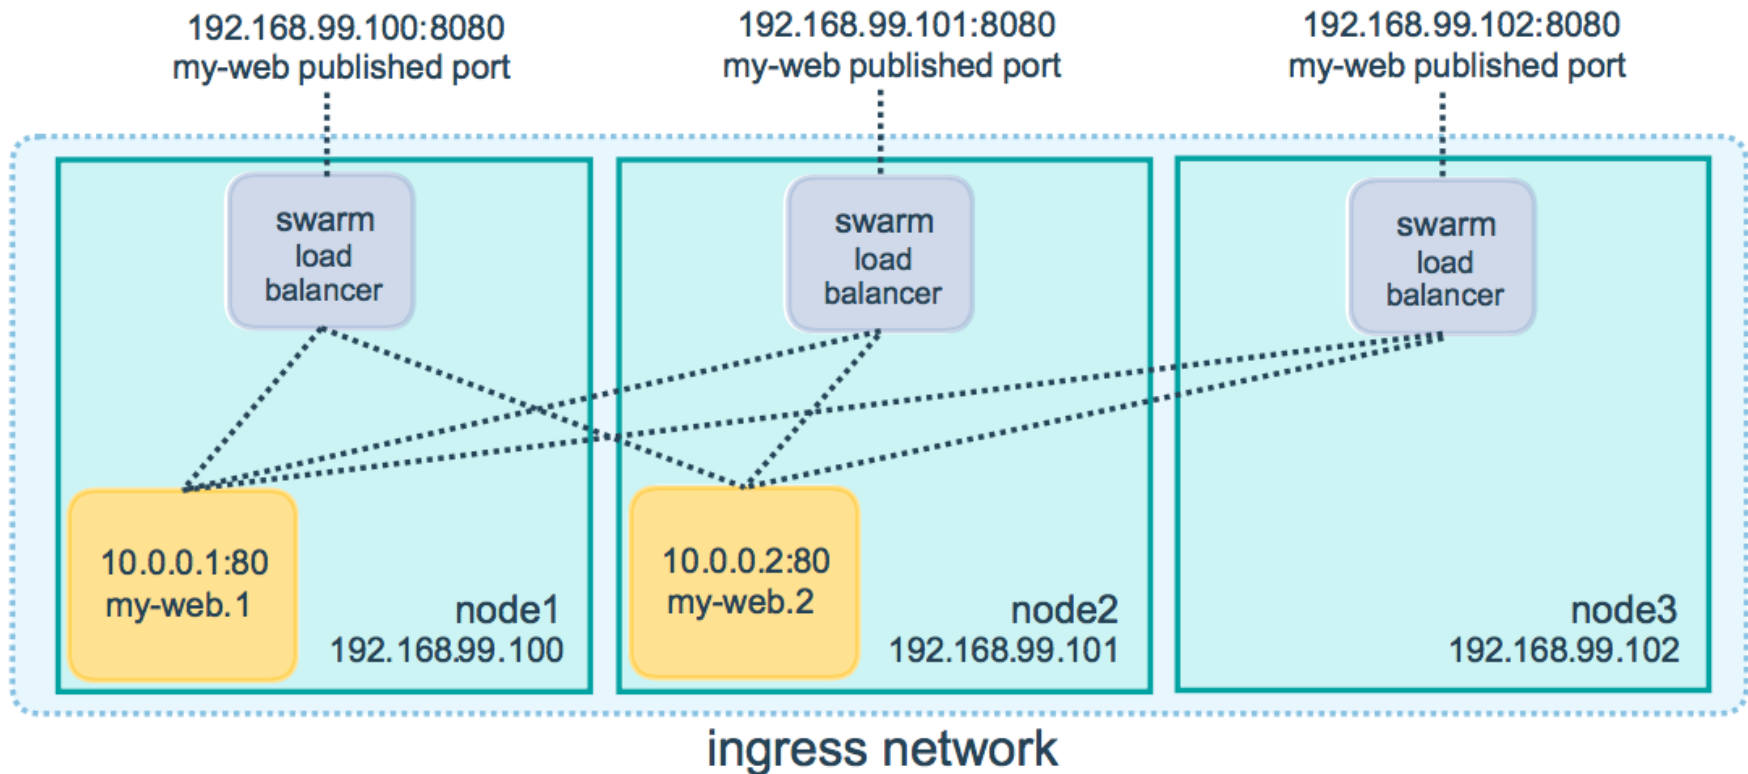 192.168.99.100:8080
my-web published port
192.168.99.101:8080
my-web published port
192.168.99.102:8080
my-web published port
swarm
load
balancer
swarm
load
balancer
swarm
load
balancer
10.0.0.1:80
my-web.1
node1
192.168.99.100
10.0.0.2:80
my-web.2
node2
192.168.99.101
node3
192.168.99.102
ingress network